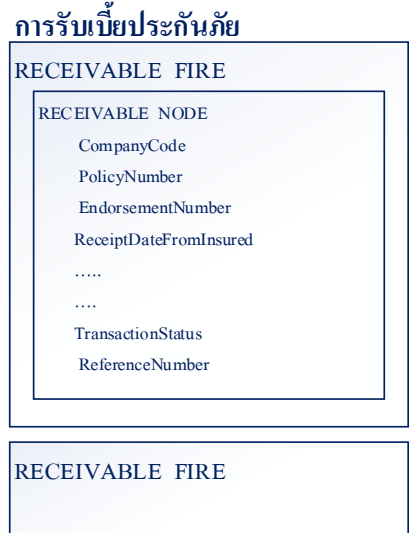 การรับเบี้ยประกันภัย
RECEIVABLE FIRE
RECEIVABLE NODE
CompanyCode
PolicyNumber
EndorsementNumber
ReceiptDateFromInsured
…..
….
TransactionStatus
ReferenceNumber
RECEIVABLE FIRE